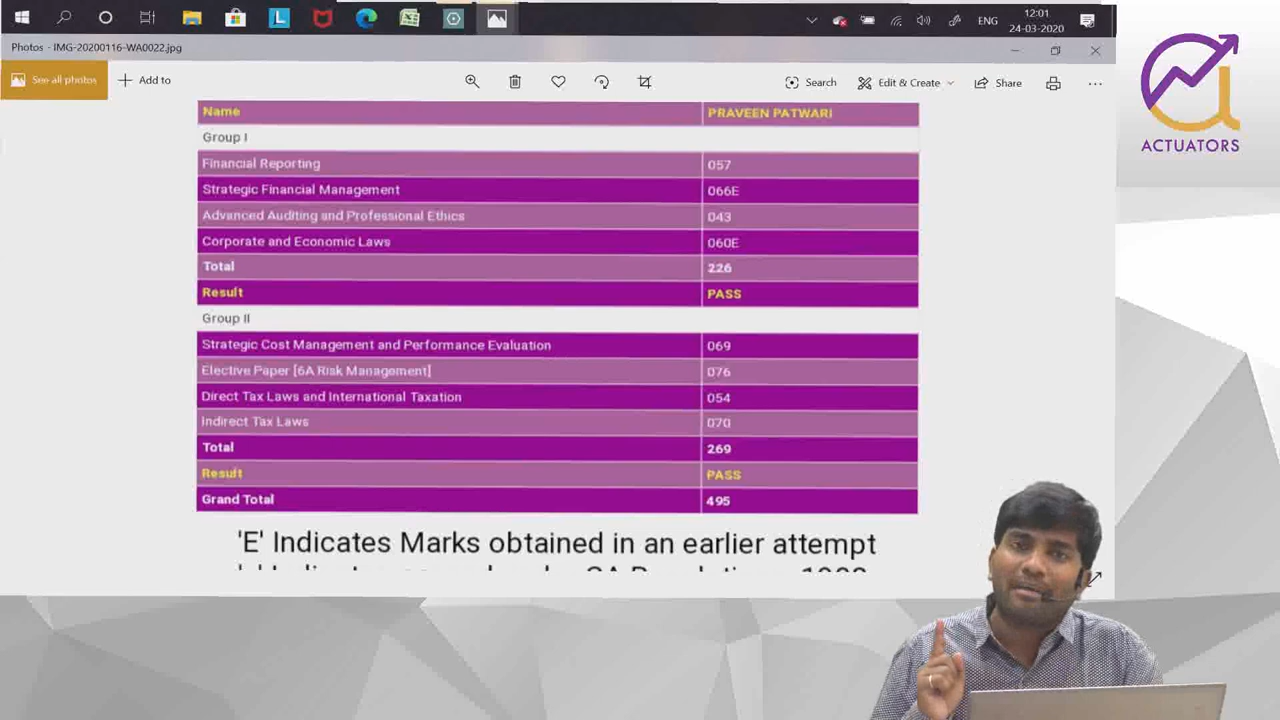 12:01
ENG
24-03-2020
Photos - IMG-20200116-WA0022.jpg
See all photos
Add to
Search
Edit & Create
Share
ACTUATORS
Name PRAVEEN PATWARI
Group I
Financial Reporting 057
Strategic Financial Management 066E
Advanced Auditing and Professional Ethics 043
Corporate and Economic Laws 060E
Total 226
Result PASS
Group II
Strategic Cost Management and Performance Evaluation 069
Elective Paper [6A Risk Management] 076
Direct Tax Laws and International Taxation 054
Indirect Tax Laws 070
Total 269
Result PASS
Grand Total 495
'E' Indicates Marks obtained in an earlier attempt